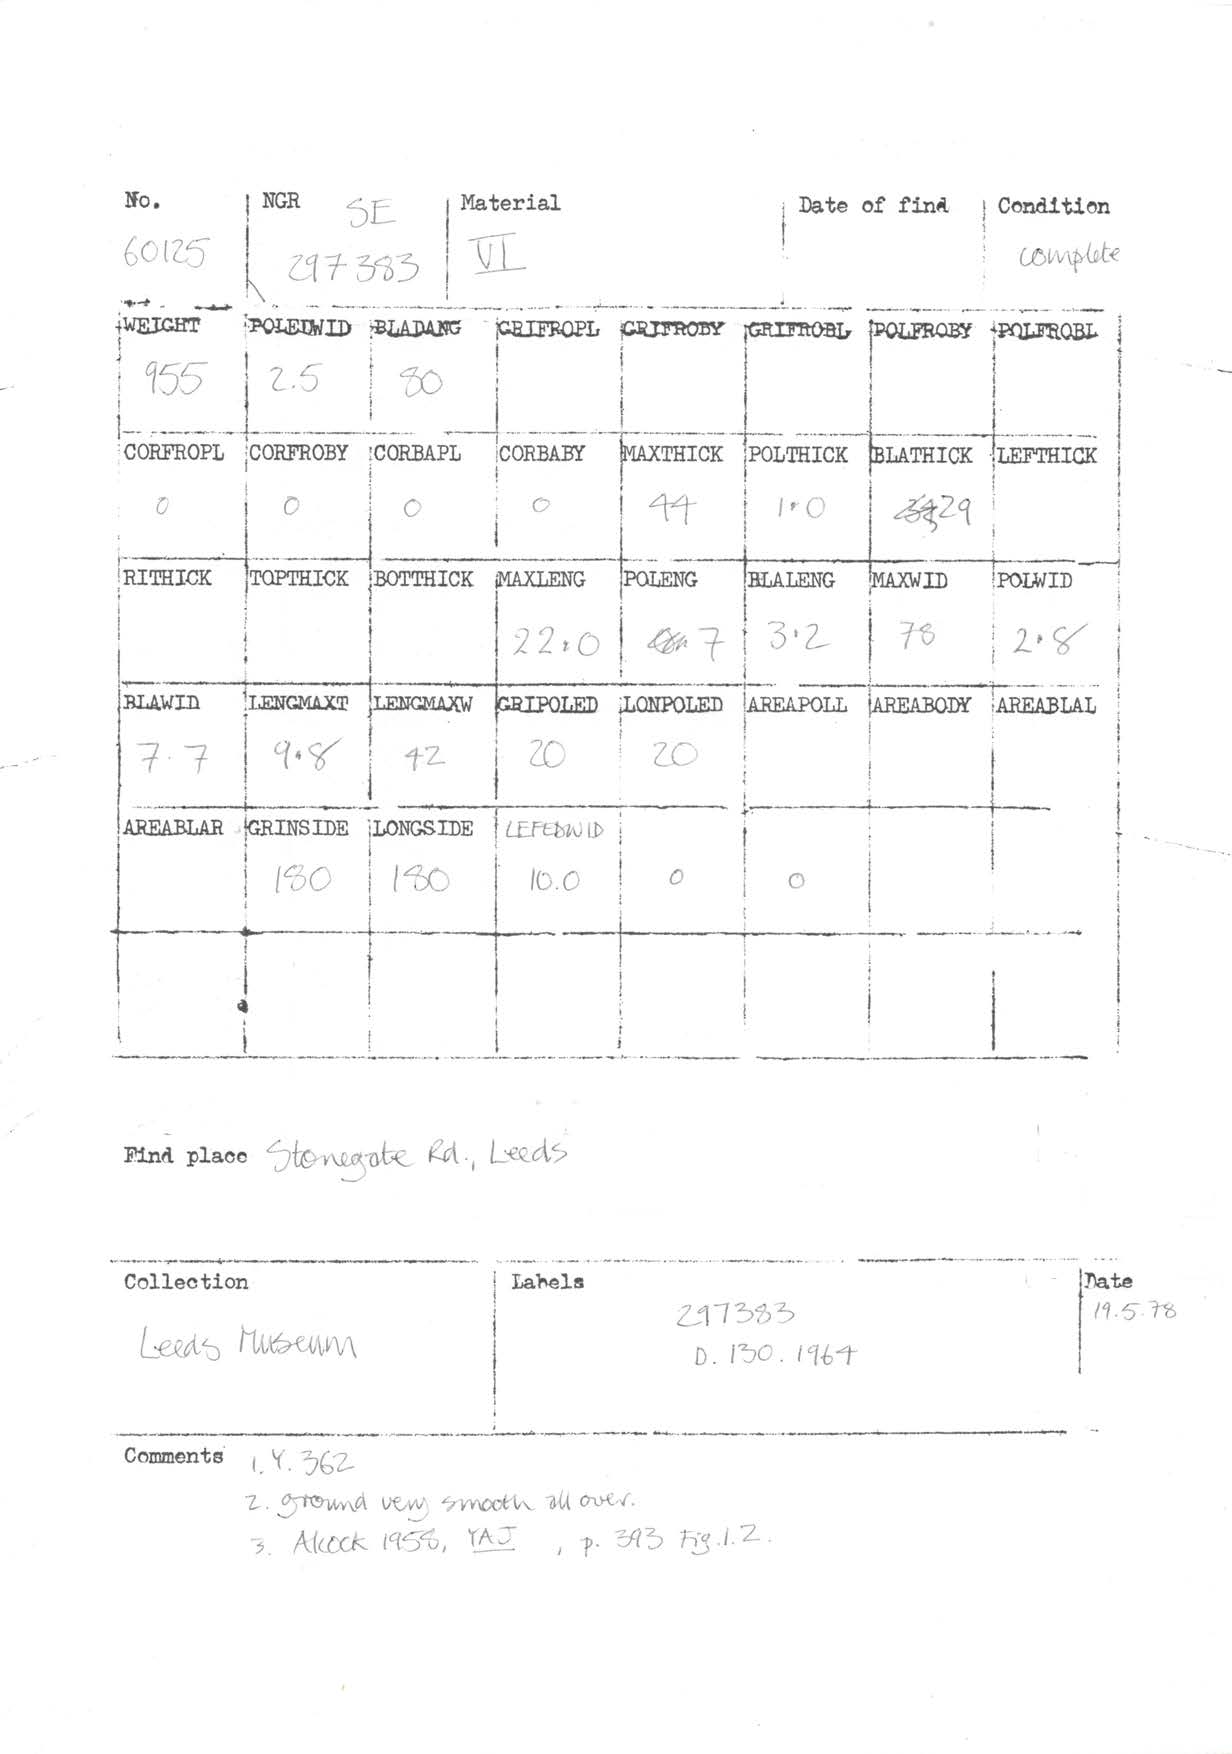 No. NGR SE Material Date of find Condition
60125 297383 VI complete
WEIGHT POLEDWID BLADANG GRIFROPL GRIFROBY GRIFROBL POLFROBY POLFROBL
955 2.5 80
CORFROPL CORFROBY CORBAPL CORBABY MAXTHICK POLTHICK BLATHICK LEFTHICK
0 0 0 0 44 1.0 29
RITHICK TOPTHICK BOTTHICK MAXLENG POLENG BLALENG MAXWID POLWID
22.0 7 3.2 78 2.8
BLAWID LENGMAXT LENGMAXW GRIPOLED LONPOLED AREAPOLL AREABODY AREABLAL
7.7 9.8 42 20 20
AREABLAR GRINSIDE LONGSIDE LEFEDWID
180 180 10.0 0 0
Find place Stonegate Rd., Leeds
Collection Labels Date
297383 19.5.78
Leeds Museum D. 130. 1964
Comments 1. Y. 362
2. ground very smooth all over.
3. Alcock 1958, YAJ , p. 393 Fig.1.2.